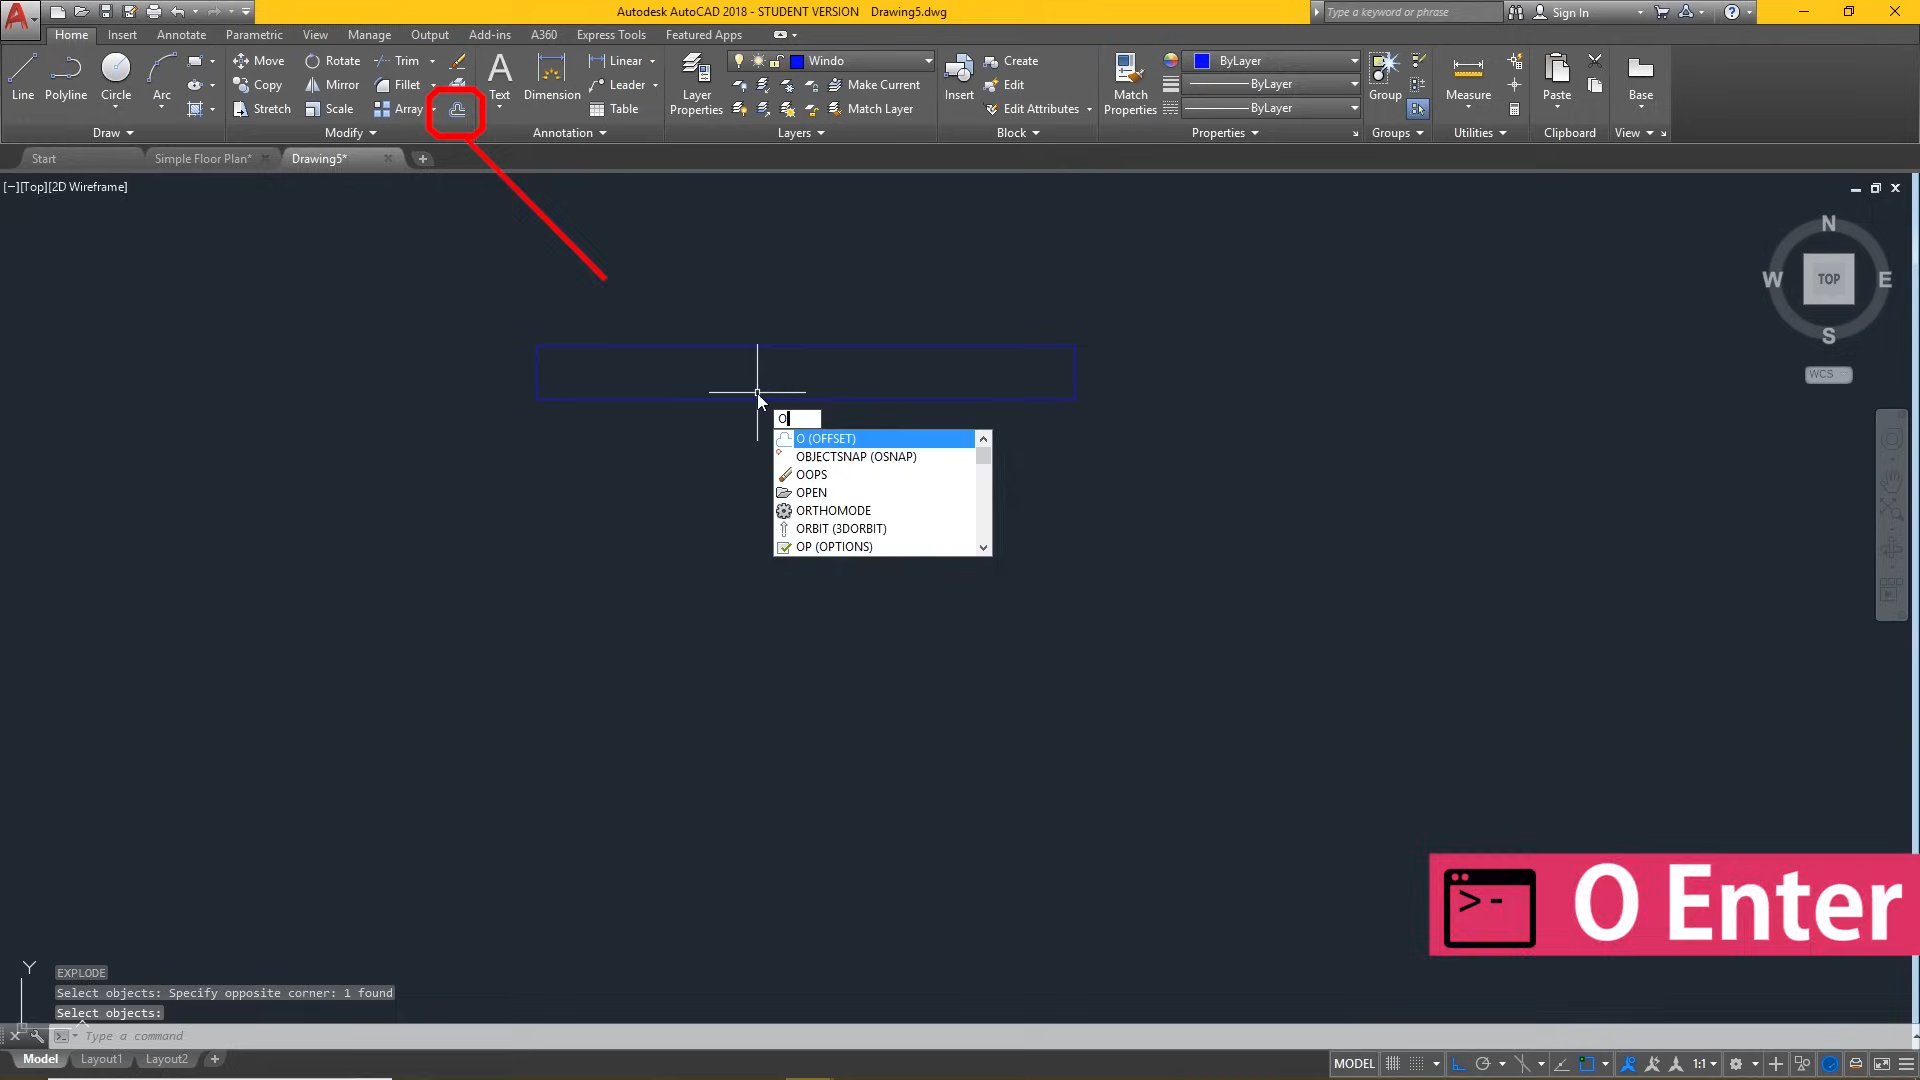 Autodesk AutoCAD 2018 - STUDENT VERSION Drawing5.dwg
Type a keyword or phrase
Sign In
Home Insert Annotate Parametric View Manage Output Add-ins A360 Express Tools Featured Apps
Line Polyline Circle Arc
Draw
Move Rotate Trim
Copy Mirror Fillet
Stretch Scale Array
Modify
Text Dimension
Linear
Leader
Table
Annotation
Layer Properties
Windo
Make Current
Match Layer
Layers
Insert
Create
Edit
Edit Attributes
Block
Match Properties
ByLayer
ByLayer
ByLayer
Properties
Group
Groups
Measure
Utilities
Paste
Clipboard
Base
View
Start Simple Floor Plan* Drawing5*
[−][Top][2D Wireframe]
N
W TOP E
S
WCS
O
O (OFFSET)
OBJECTSNAP (OSNAP)
OOPS
OPEN
ORTHOMODE
ORBIT (3DORBIT)
OP (OPTIONS)
>- O Enter
Y
EXPLODE
Select objects: Specify opposite corner: 1 found
Select objects:
Type a command
Model Layout1 Layout2
MODEL 1:1